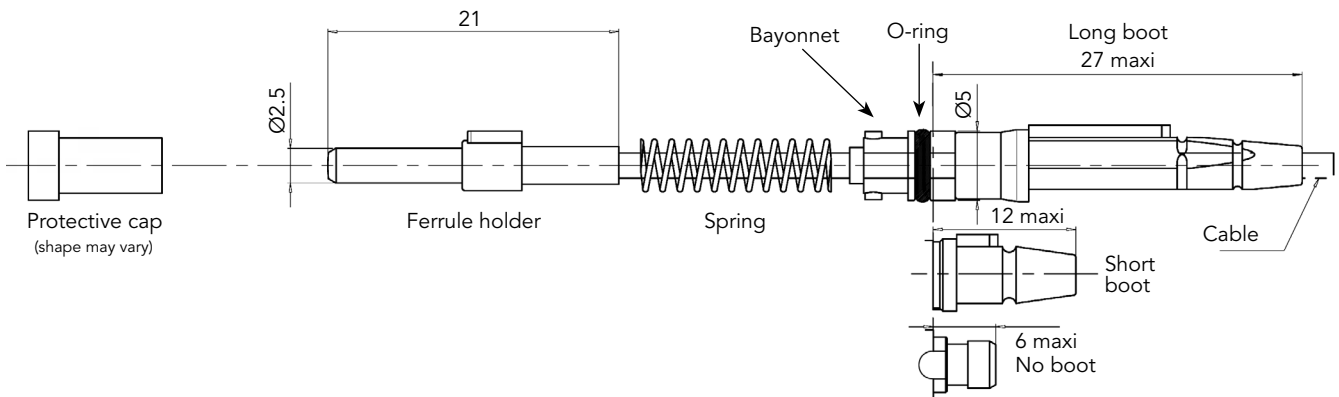 21
Bayonnet
O-ring
Long boot
27 maxi
Ø2.5
Ø5
Protective cap
(shape may vary)
Ferrule holder
Spring
12 maxi
Cable
Short
boot
6 maxi
No boot